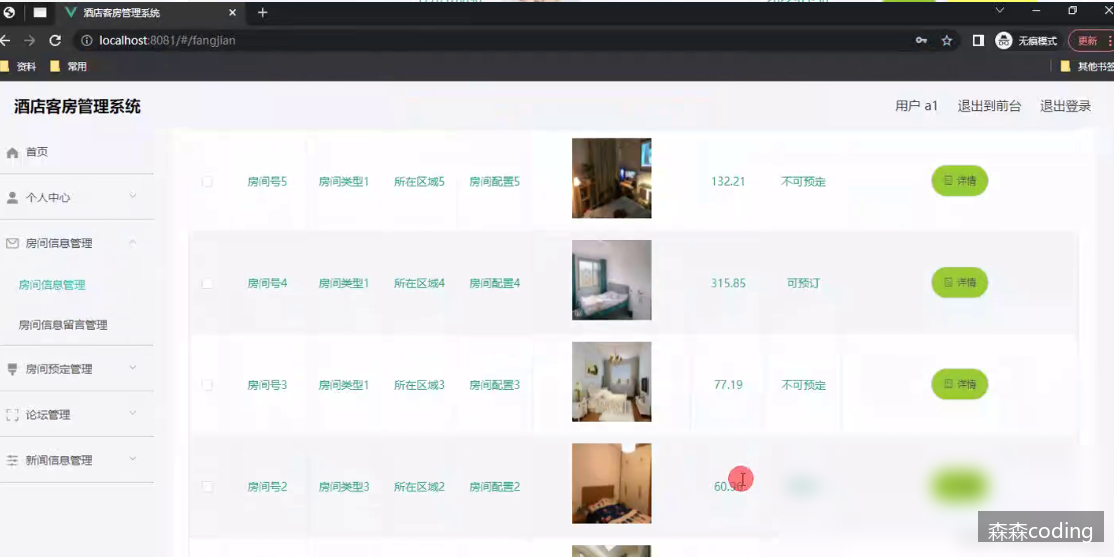 酒店客房管理系统
localhost:8081/#/fangjian
无痕模式
更新
资料
常用
其他书签
酒店客房管理系统
用户 a1
退出到前台
退出登录
首页
个人中心
房间信息管理
房间信息管理
房间信息留言管理
房间预定管理
论坛管理
新闻信息管理
房间号5 房间类型1 所在区域5 房间配置5 132.21 不可预定 详情
房间号4 房间类型1 所在区域4 房间配置4 315.85 可预订 详情
房间号3 房间类型1 所在区域3 房间配置3 77.19 不可预定 详情
房间号2 房间类型3 所在区域2 房间配置2
森森coding